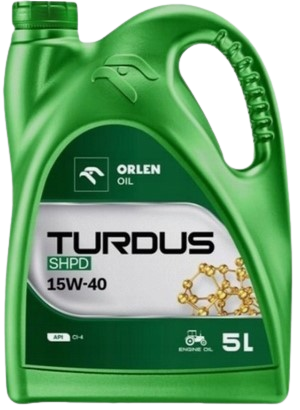 ORLEN
OIL
TURDUS
SHPD
15W-40
API CI-4
ENGINE OIL
5L